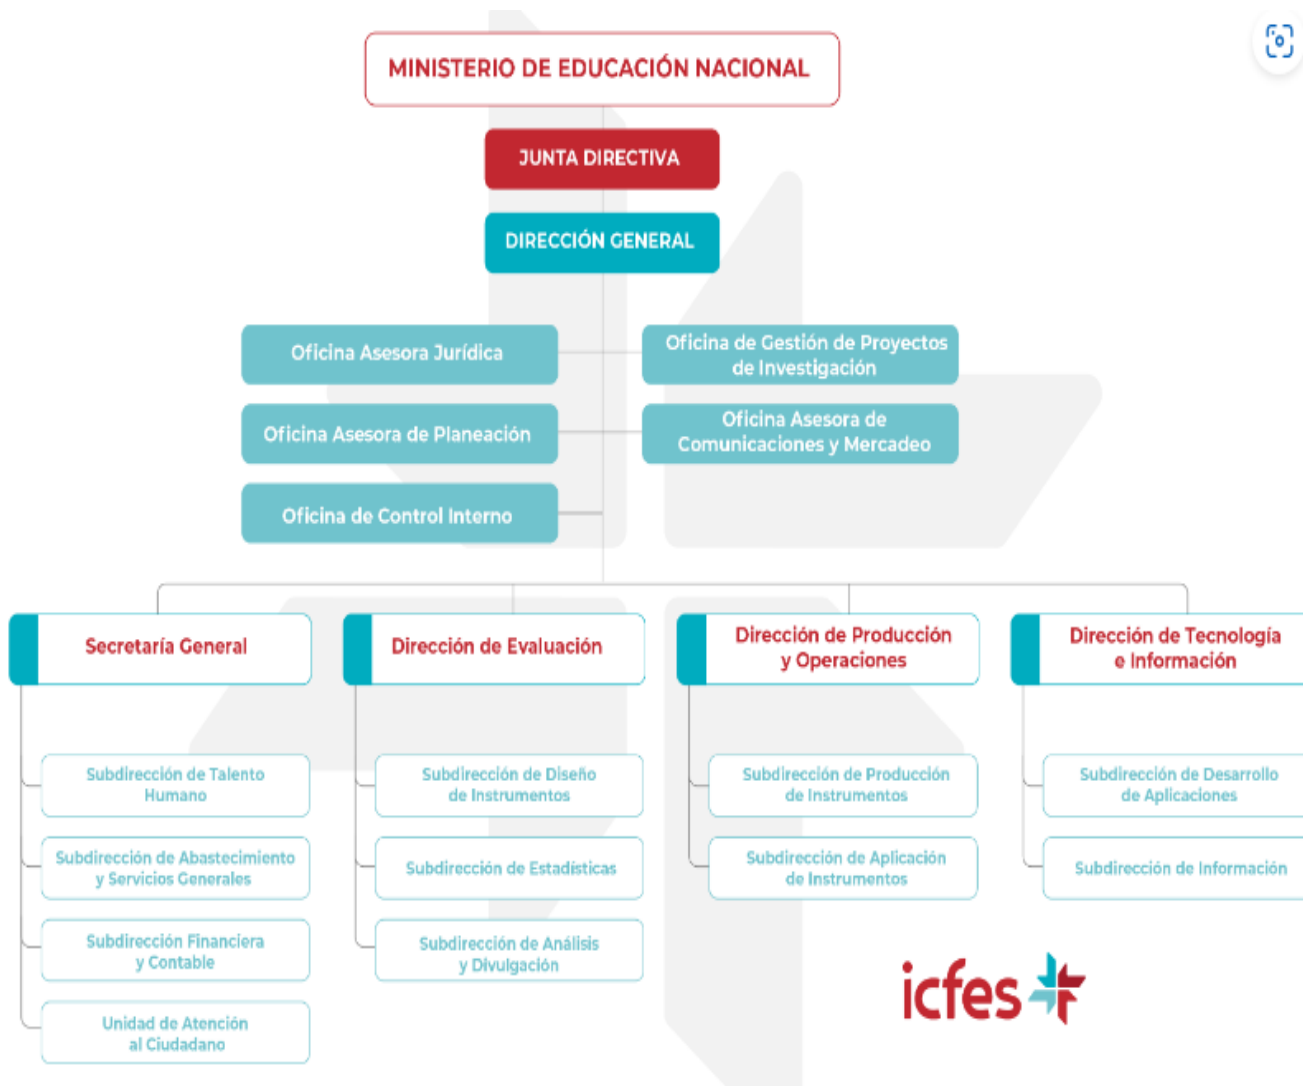 MINISTERIO DE EDUCACIÓN NACIONAL
JUNTA DIRECTIVA
DIRECCIÓN GENERAL
Oficina Asesora Jurídica
Oficina de Gestión de Proyectos
de Investigación
Oficina Asesora de Planeación
Oficina Asesora de
Comunicaciones y Mercadeo
Oficina de Control Interno
Secretaría General
Subdirección de Talento
Humano
Subdirección de Abastecimiento
y Servicios Generales
Subdirección Financiera
y Contable
Unidad de Atención
al Ciudadano
Dirección de Evaluación
Subdirección de Diseño
de Instrumentos
Subdirección de Estadísticas
Subdirección de Análisis
y Divulgación
Dirección de Producción
y Operaciones
Subdirección de Producción
de Instrumentos
Subdirección de Aplicación
de Instrumentos
Dirección de Tecnología
e Información
Subdirección de Desarrollo
de Aplicaciones
Subdirección de Información
icfes